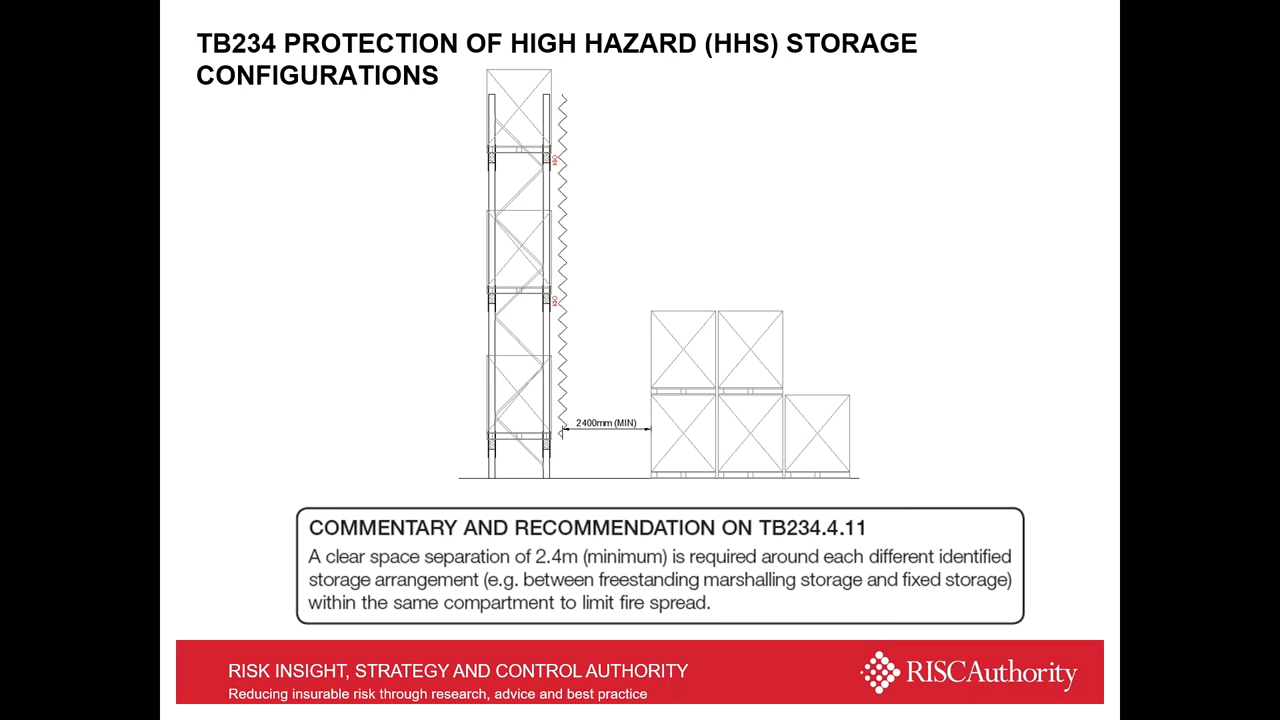 TB234 PROTECTION OF HIGH HAZARD (HHS) STORAGE
CONFIGURATIONS
2400mm (MIN)
COMMENTARY AND RECOMMENDATION ON TB234.4.11
A clear space separation of 2.4m (minimum) is required around each different identified
storage arrangement (e.g. between freestanding marshalling storage and fixed storage)
within the same compartment to limit fire spread.
RISK INSIGHT, STRATEGY AND CONTROL AUTHORITY
Reducing insurable risk through research, advice and best practice
RISCAuthority